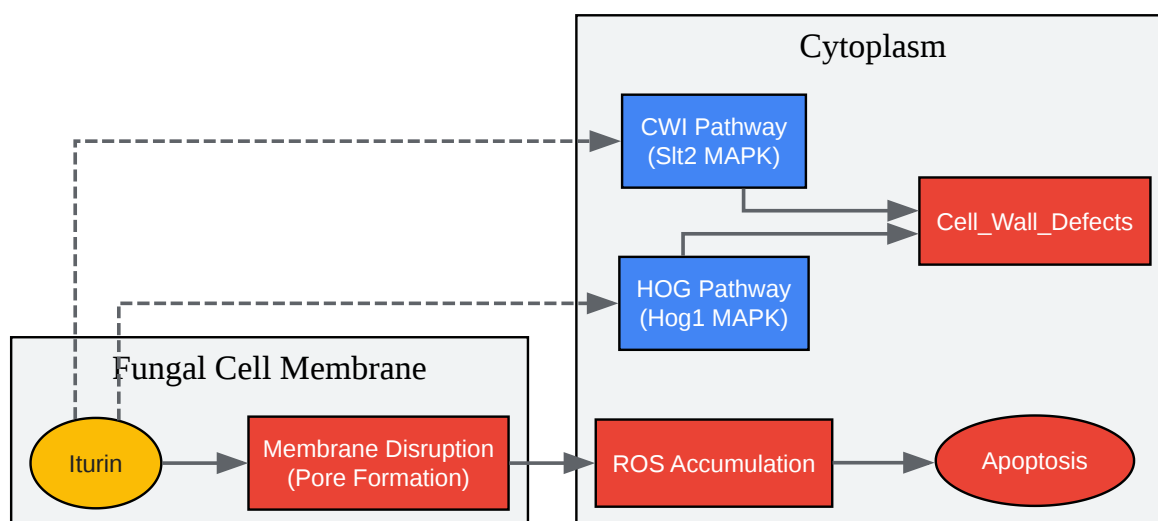 Cytoplasm
CWI Pathway
(Slt2 MAPK)
Cell_Wall_Defects
HOG Pathway
(Hog1 MAPK)
Fungal Cell Membrane
Iturin
Membrane Disruption
(Pore Formation)
ROS Accumulation
Apoptosis